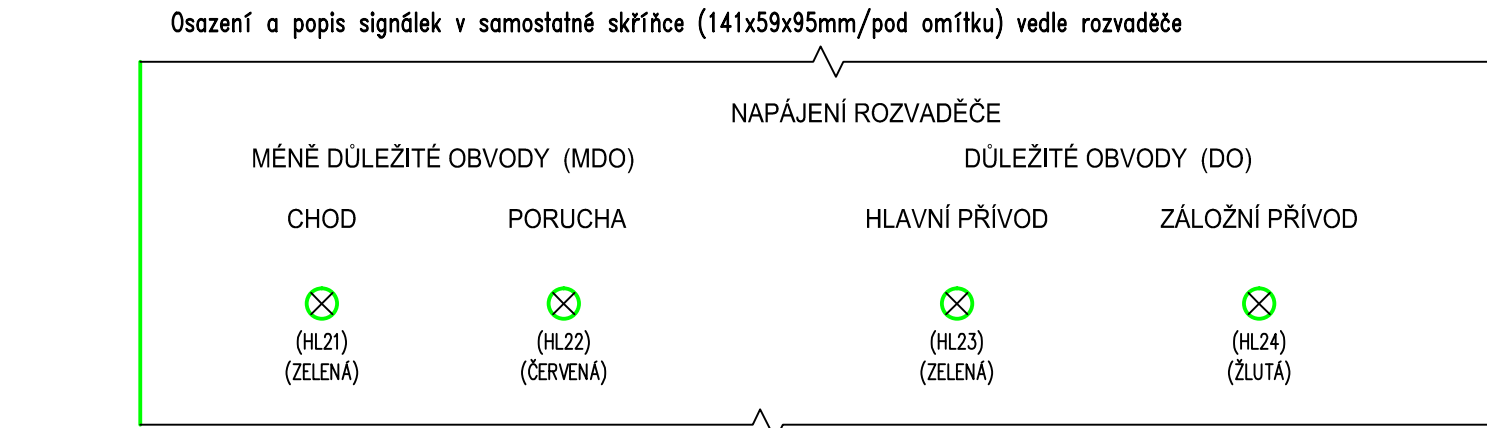 Osazení a popis signálek v samostatné skříňce (141x59x95mm/pod omítku) vedle rozvaděče
NAPÁJENÍ ROZVADĚČE
MÉNĚ DŮLEŽITÉ OBVODY (MDO) DŮLEŽITÉ OBVODY (DO)
CHOD PORUCHA HLAVNÍ PŘÍVOD ZÁLOŽNÍ PŘÍVOD
(HL21) (HL22) (HL23) (HL24)
(ZELENÁ) (ČERVENÁ) (ZELENÁ) (ŽLUTÁ)